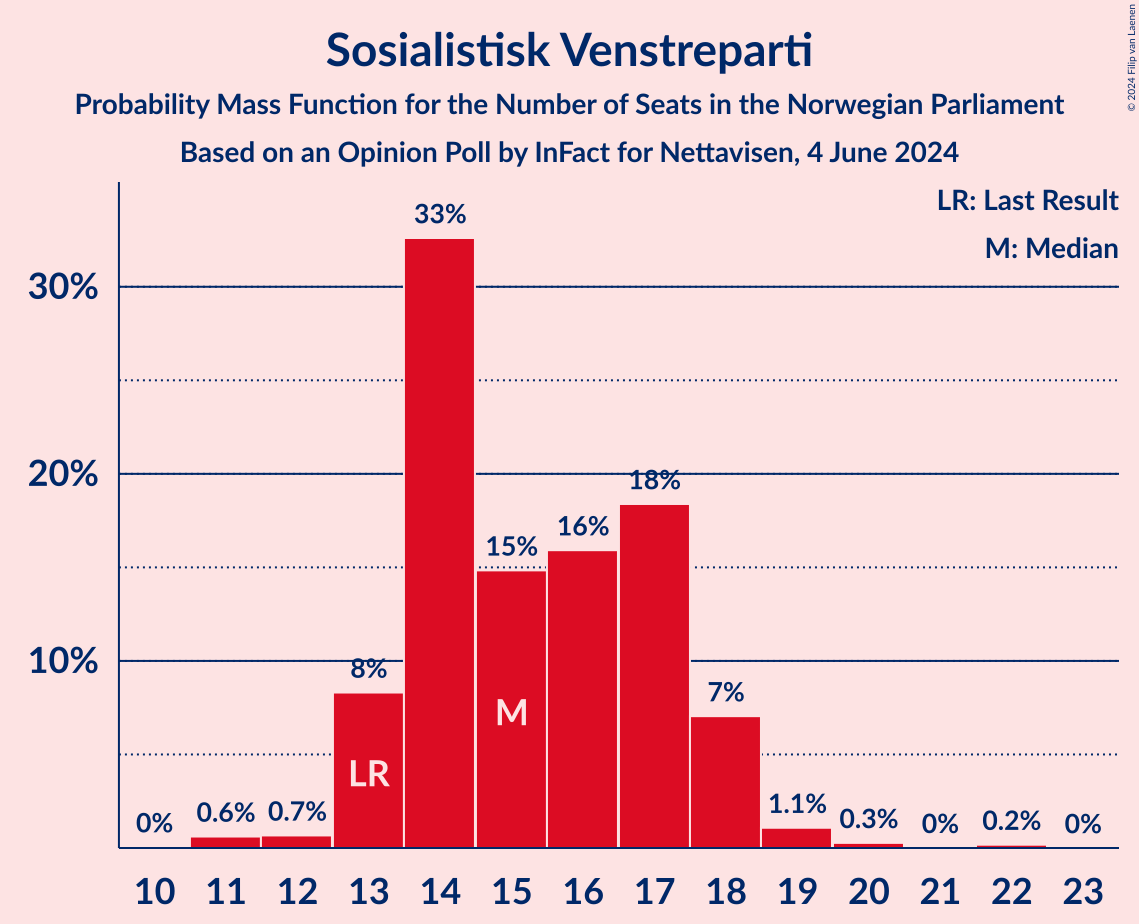 Sosialistisk Venstreparti
Probability Mass Function for the Number of Seats in the Norwegian Parliament
Based on an Opinion Poll by InFact for Nettavisen, 4 June 2024
© 2024 Filip van Laenen
LR: Last Result
M: Median
33%
30%
20%
18%
16%
15%
10%
8%
7%
M
LR
0% 0.6% 0.7% 1.1% 0.3% 0% 0.2% 0%
10 11 12 13 14 15 16 17 18 19 20 21 22 23